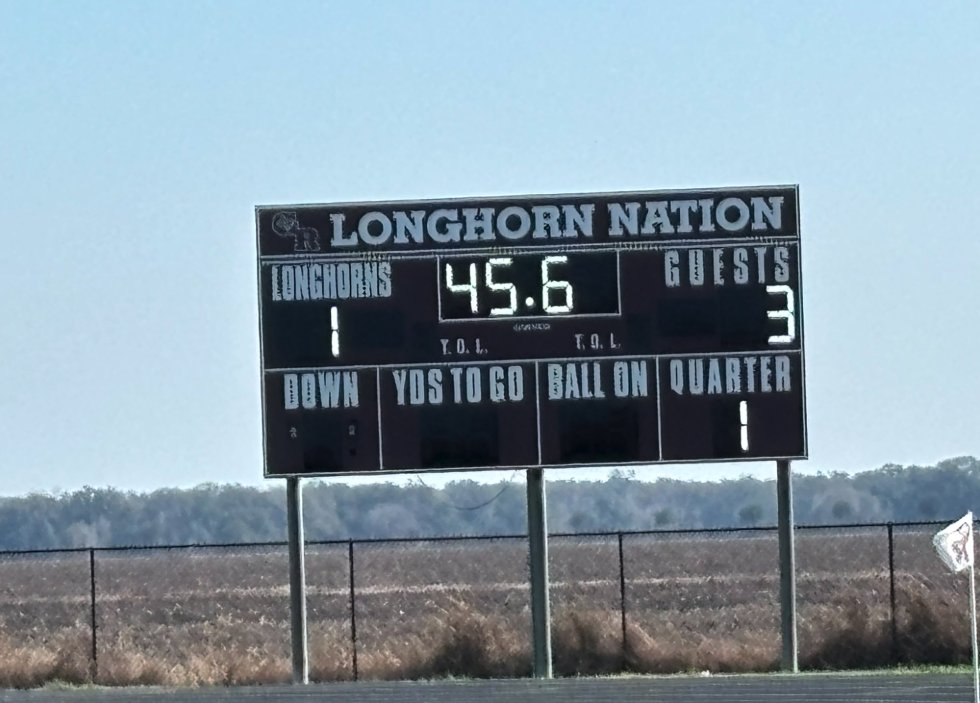 LONGHORN NATION
LONGHORNS 45.6 GUESTS
1 3
T.O.L. T.O.L.
DOWN YDS TO GO BALL ON QUARTER
1